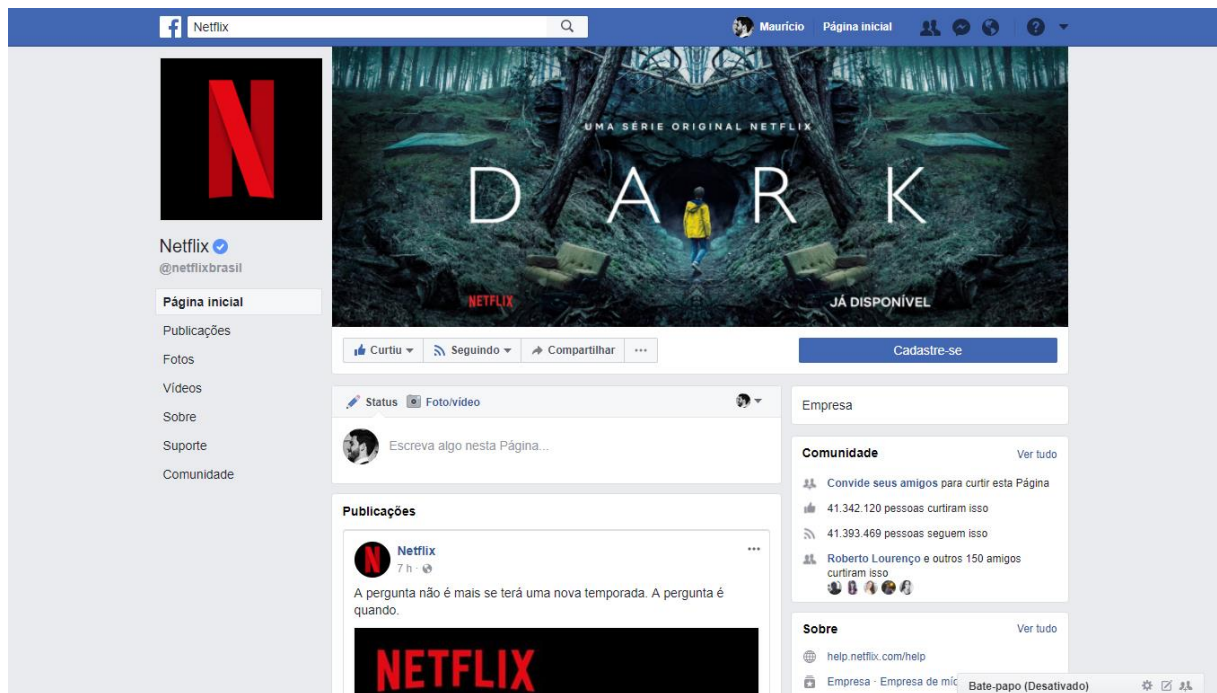 Netflix
Maurício
Página inicial
Netflix
@netflixbrasil
Página inicial
Publicações
Fotos
Vídeos
Sobre
Suporte
Comunidade
UMA SÉRIE ORIGINAL NETFLIX
DARK
NETFLIX
JÁ DISPONÍVEL
Curtiu
Seguindo
Compartilhar
Cadastre-se
Status
Foto/vídeo
Escreva algo nesta Página...
Publicações
Netflix
7 h
A pergunta não é mais se terá uma nova temporada. A pergunta é
quando.
NETFLIX
Empresa
Comunidade
Ver tudo
Convide seus amigos para curtir esta Página
41.342.120 pessoas curtiram isso
41.393.469 pessoas seguem isso
Roberto Lourenço e outros 150 amigos
curtiram isso
Sobre
Ver tudo
help.netflix.com/help
Empresa · Empresa de
Bate-papo (Desativado)